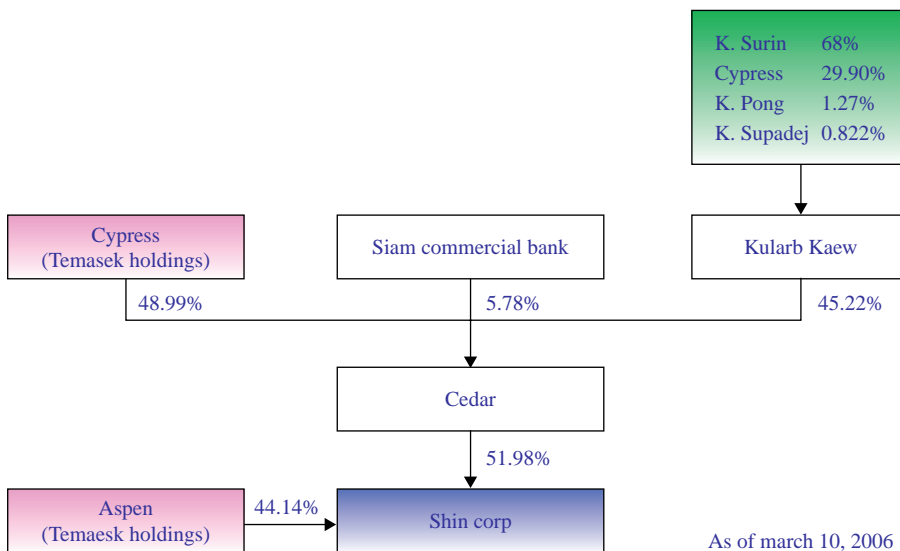 K. Surin 68%
Cypress 29.90%
K. Pong 1.27%
K. Supadej 0.822%
Cypress
(Temasek holdings)
Siam commercial bank
Kularb Kaew
48.99%
5.78%
45.22%
Cedar
51.98%
Aspen
(Temaesk holdings)
44.14%
Shin corp
As of march 10, 2006